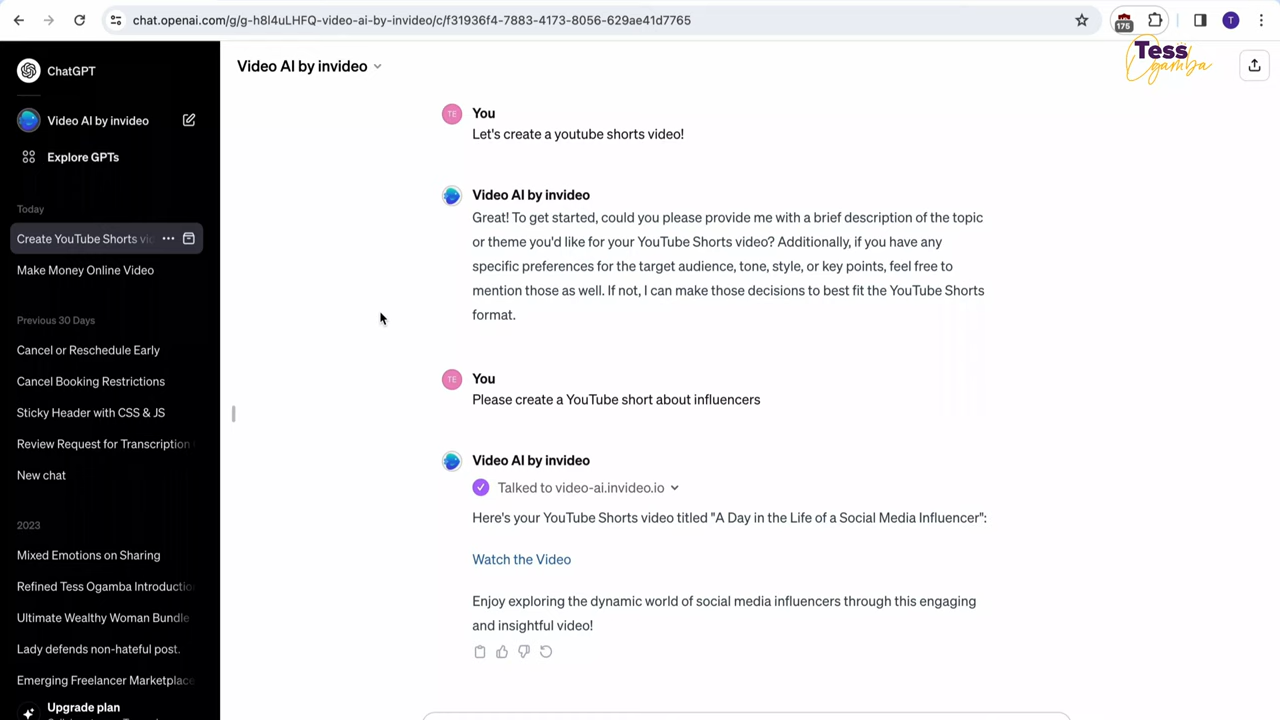 chat.openai.com/g/g-h8l4uLHFQ-video-ai-by-invideo/c/f31936f4-7883-4173-8056-629ae41d7765
175
T
Tess
Ogamba
ChatGPT
Video AI by invideo
Explore GPTs
Today
Create YouTube Shorts vi
Make Money Online Video
Previous 30 Days
Cancel or Reschedule Early
Cancel Booking Restrictions
Sticky Header with CSS & JS
Review Request for Transcription
New chat
2023
Mixed Emotions on Sharing
Refined Tess Ogamba Introductio
Ultimate Wealthy Woman Bundle
Lady defends non-hateful post.
Emerging Freelancer Marketplace
Upgrade plan
Video AI by invideo
TE
You
Let's create a youtube shorts video!
Video AI by invideo
Great! To get started, could you please provide me with a brief description of the topic
or theme you'd like for your YouTube Shorts video? Additionally, if you have any
specific preferences for the target audience, tone, style, or key points, feel free to
mention those as well. If not, I can make those decisions to best fit the YouTube Shorts
format.
TE
You
Please create a YouTube short about influencers
Video AI by invideo
Talked to video-ai.invideo.io
Here's your YouTube Shorts video titled "A Day in the Life of a Social Media Influencer":
Watch the Video
Enjoy exploring the dynamic world of social media influencers through this engaging
and insightful video!